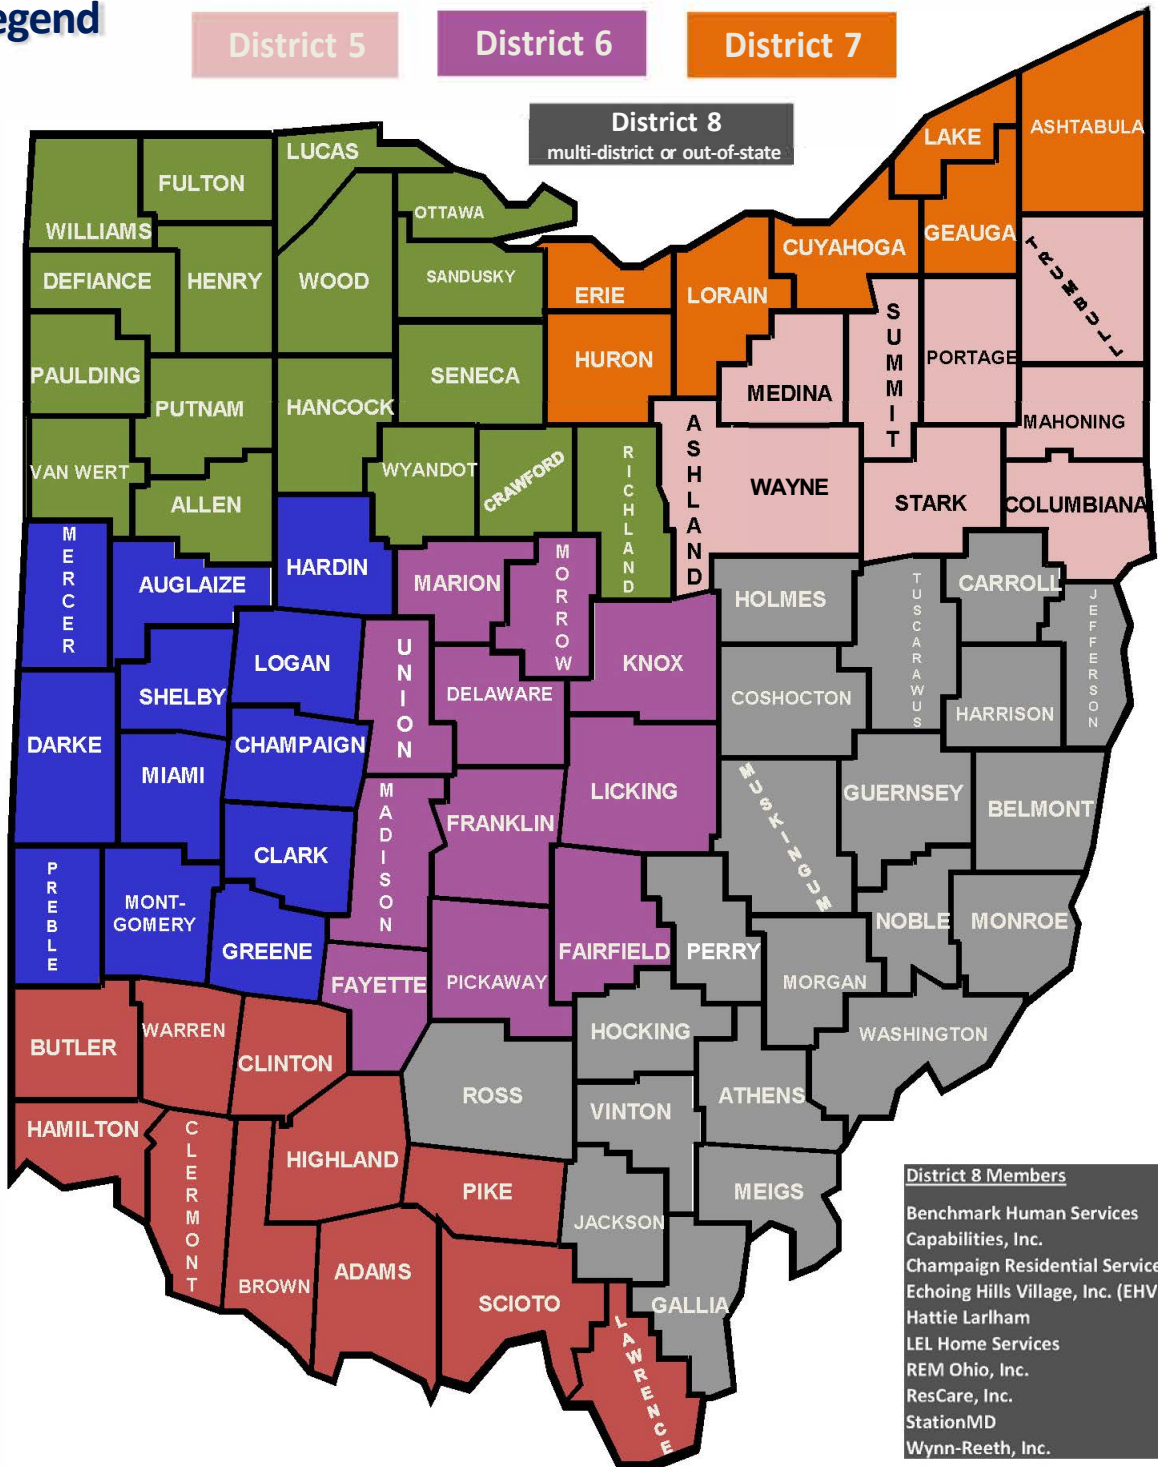 egend
District 5
District 6
District 7
District 8
multi-district or out-of-state
LAKE
ASHTABULA
LUCAS
FULTON
OTTAWA
WILLIAMS
CUYAHOGA
GEAUGA
TRUMBULL
DEFIANCE
HENRY
WOOD
SANDUSKY
ERIE
LORAIN
SUMMIT
PORTAGE
PAULDING
PUTNAM
HANCOCK
SENECA
HURON
MEDINA
MAHONING
VAN WERT
ALLEN
WYANDOT
CRAWFORD
RICHLAND
ASHLAND
WAYNE
STARK
COLUMBIANA
MERCER
AUGLAIZE
HARDIN
MARION
MORROW
HOLMES
TUSCARAWUS
CARROLL
JEFFERSON
LOGAN
UNION
KNOX
SHELBY
DELAWARE
COSHOCTON
HARRISON
DARKE
MIAMI
CHAMPAIGN
LICKING
MUSKINGUM
GUERNSEY
BELMONT
MADISON
FRANKLIN
CLARK
PREBLE
MONT-
GOMERY
GREENE
FAIRFIELD
PERRY
NOBLE
MONROE
FAYETTE
PICKAWAY
MORGAN
BUTLER
WARREN
CLINTON
HOCKING
WASHINGTON
ROSS
VINTON
ATHENS
HAMILTON
CLERMONT
HIGHLAND
PIKE
JACKSON
MEIGS
BROWN
ADAMS
SCIOTO
GALLIA
LAWRENCE
District 8 Members
Benchmark Human Services
Capabilities, Inc.
Champaign Residential Service
Echoing Hills Village, Inc. (EHV
Hattie Larlham
LEL Home Services
REM Ohio, Inc.
ResCare, Inc.
StationMD
Wynn-Reeth, Inc.